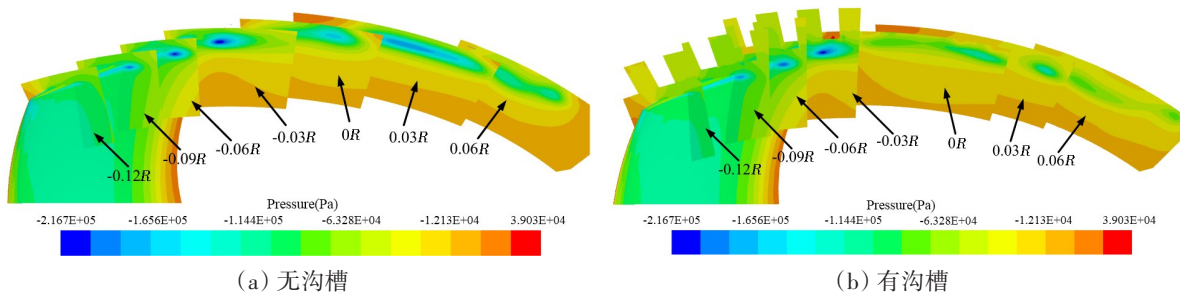 -0.12R
-0.09R
-0.06R
-0.03R
0R
0.03R
0.06R
Pressure(Pa)
-2.167E+05 -1.656E+05 -1.144E+05 -6.328E+04 -1.213E+04 3.903E+04
(a) 无沟槽
-0.12R
-0.09R
-0.06R
-0.03R
0R
0.03R
0.06R
Pressure(Pa)
-2.167E+05 -1.656E+05 -1.144E+05 -6.328E+04 -1.213E+04 3.903E+04
(b) 有沟槽